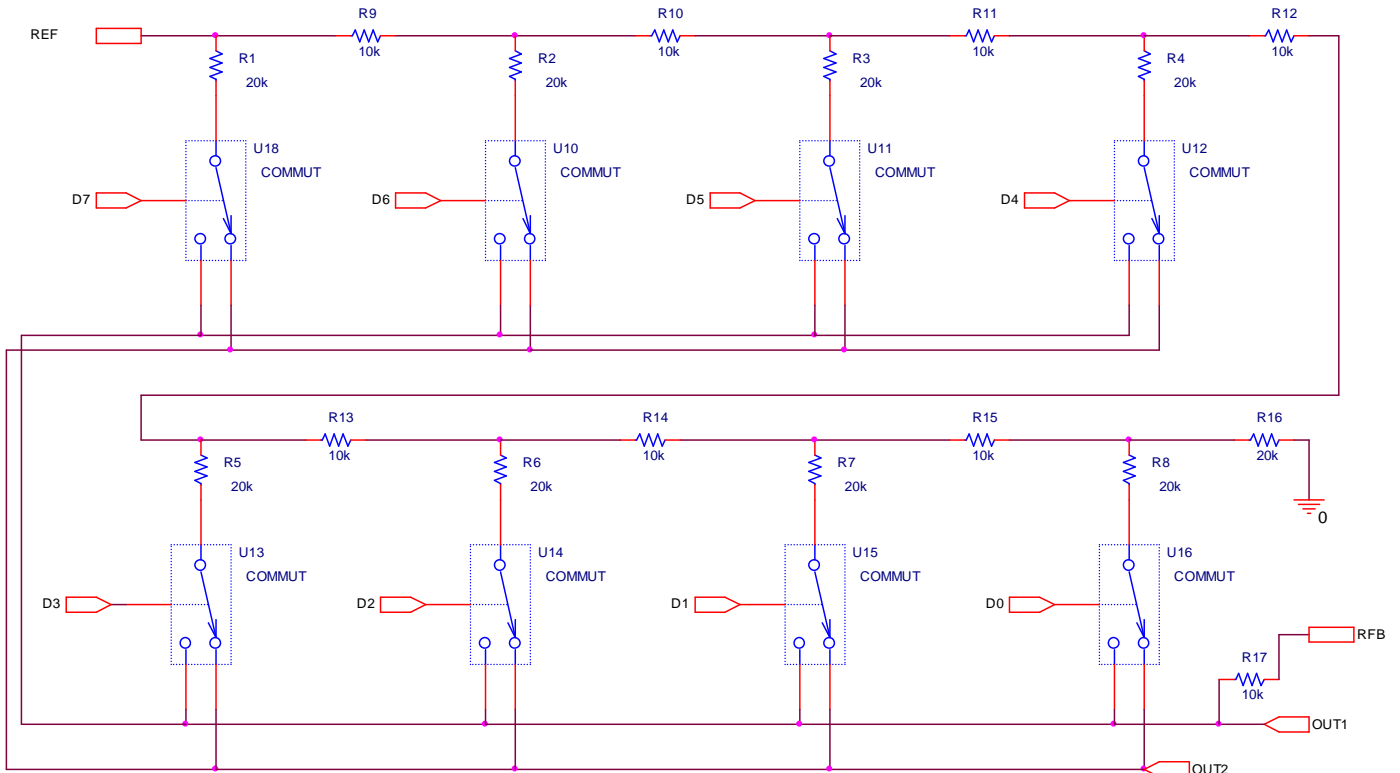 R9 R10 R11 R12
REF
10k 10k 10k 10k
R1 R2 R3 R4
20k 20k 20k 20k
U18 U10 U11 U12
COMMUT COMMUT COMMUT COMMUT
D7 D6 D5 D4
R13 R14 R15 R16
10k 10k 10k 20k
R5 R6 R7 R8
20k 20k 20k 20k
0
U13 U14 U15 U16
COMMUT COMMUT COMMUT COMMUT
D3 D2 D1 D0
RFB
R17
10k
OUT1
OUT2